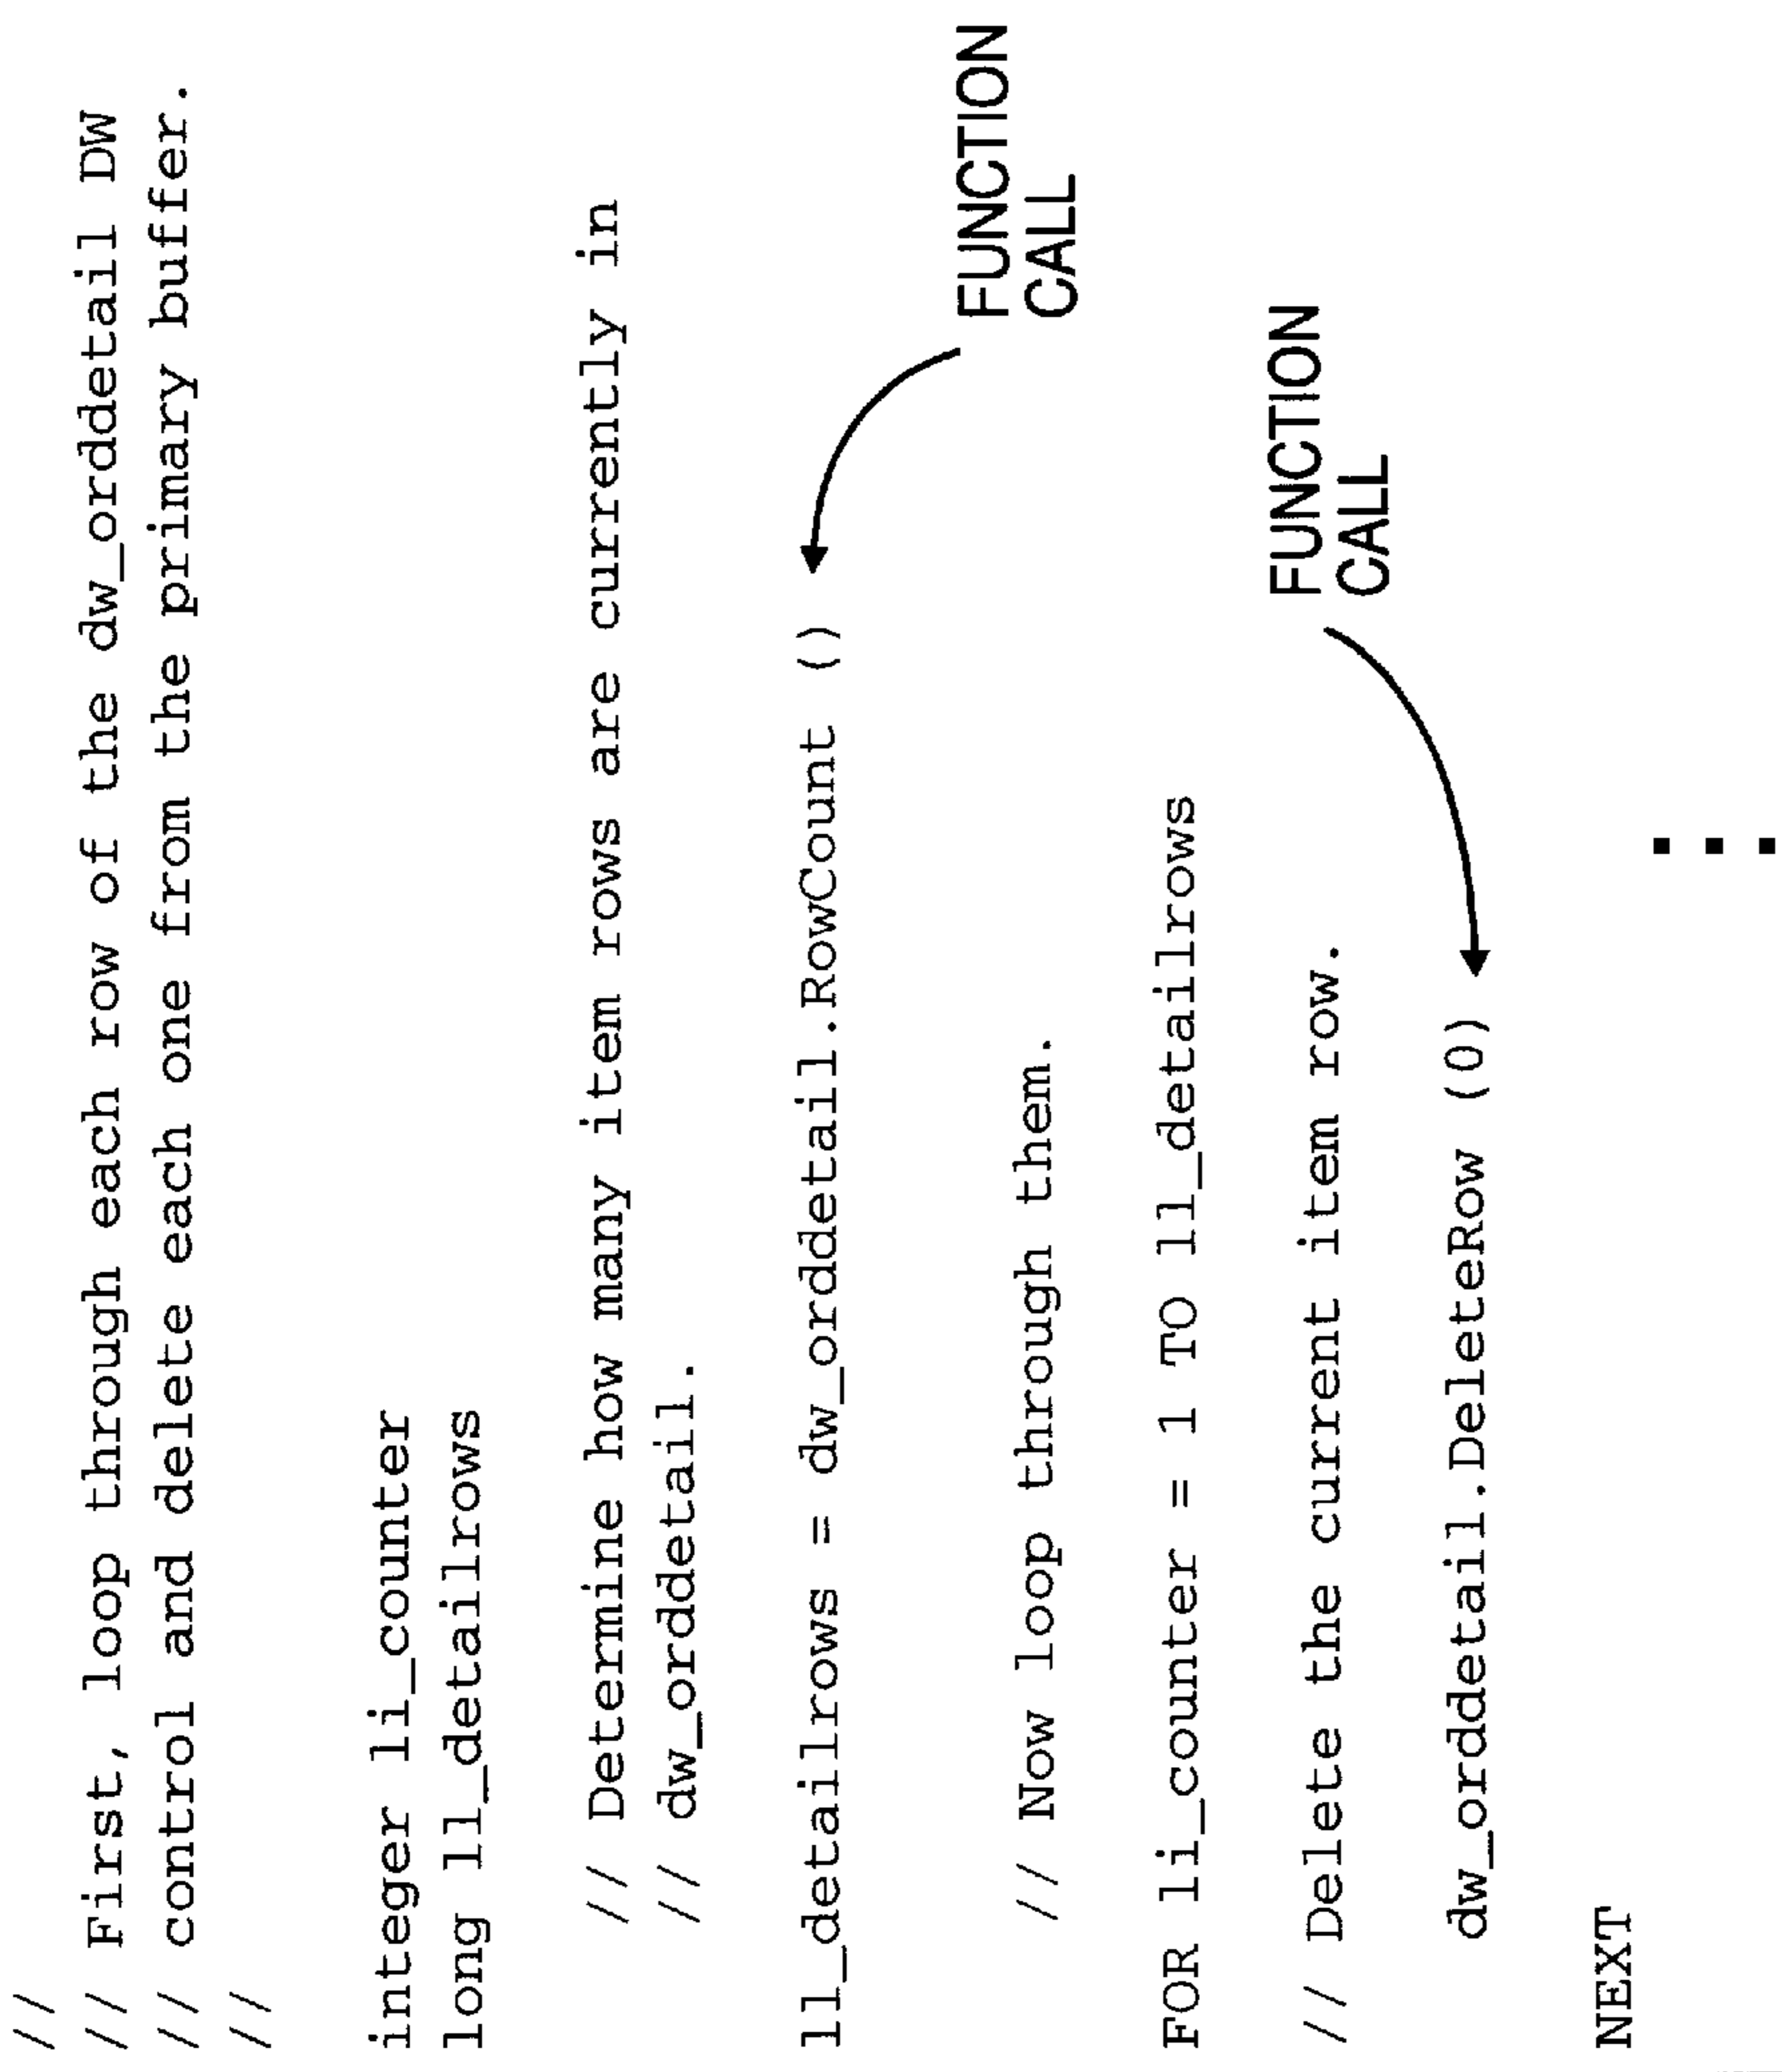 //
// First, loop through each row of the dw_orddetail DW
// control and delete each one from the primary buffer.
//
integer li_counter
long ll_detailrows
// Determine how many item rows are currently in
// dw_orddetail.
ll_detailrows = dw_orddetail.RowCount ()
FUNCTION
CALL
// Now loop through them.
FOR li_counter = 1 TO ll_detailrows
// Delete the current item row.
FUNCTION
CALL
dw_orddetail.DeleteRow (0)
NEXT